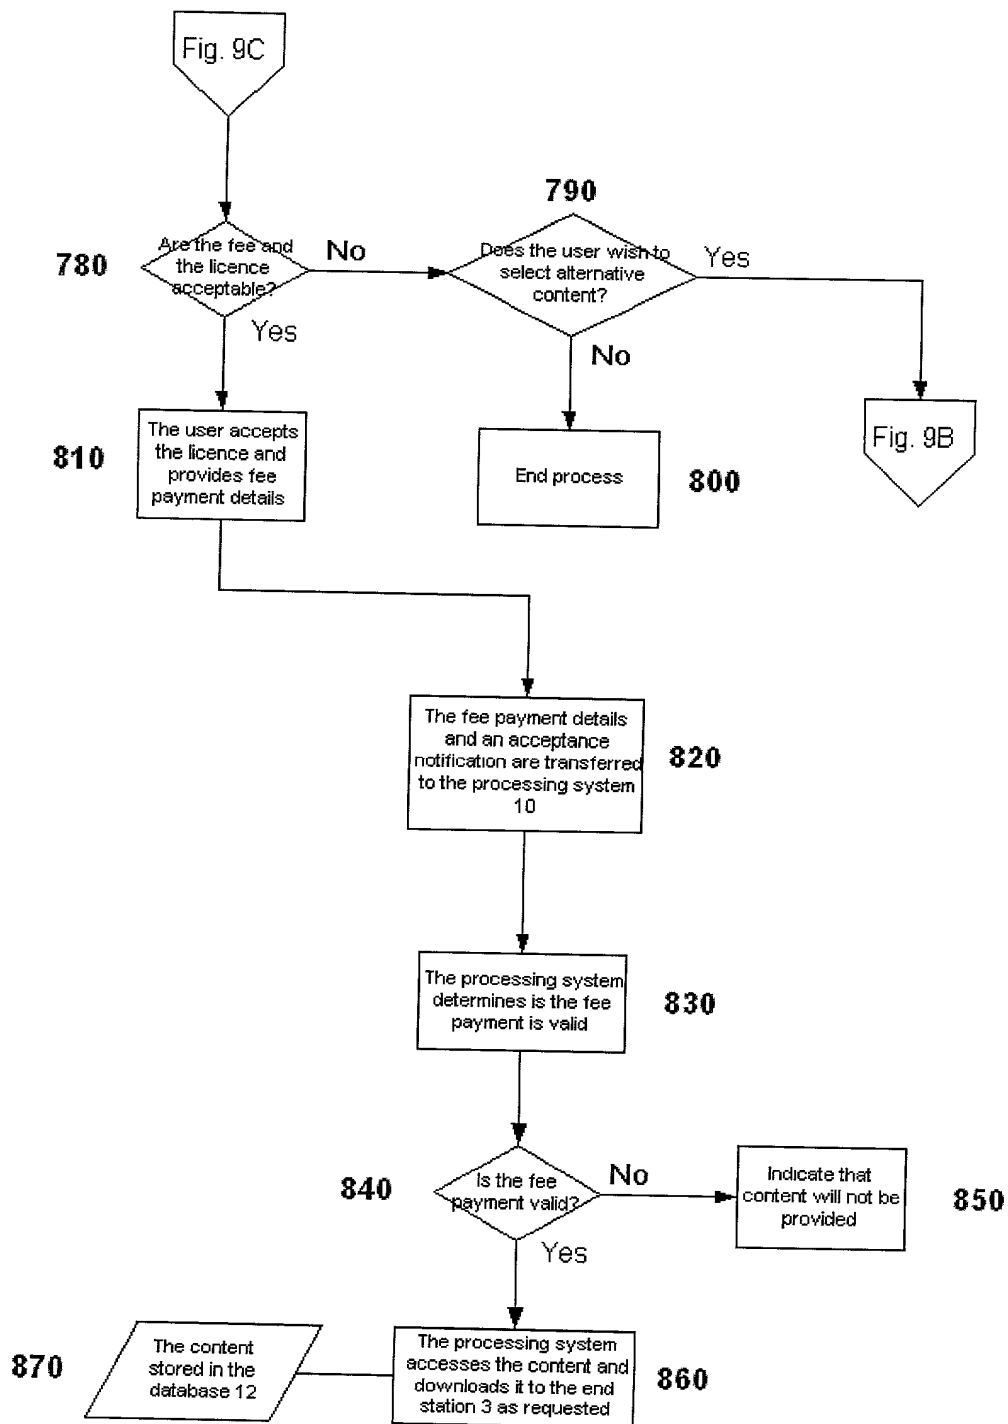 Fig. 9C
790
780
Are the fee and
the licence
acceptable?
No
Does the user wish to
select alternative
content?
Yes
Yes
No
810
The user accepts
the licence and
provides fee
payment details
End process
800
Fig. 9B
The fee payment details
and an acceptance
notification are transferred
to the processing system
10
820
The processing system
determines is the fee
payment is valid
830
840
Is the fee
payment valid?
No
Indicate that
content will not be
provided
850
Yes
870
The content
stored in the
database 12
The processing system
accesses the content and
downloads it to the end
station 3 as requested
860